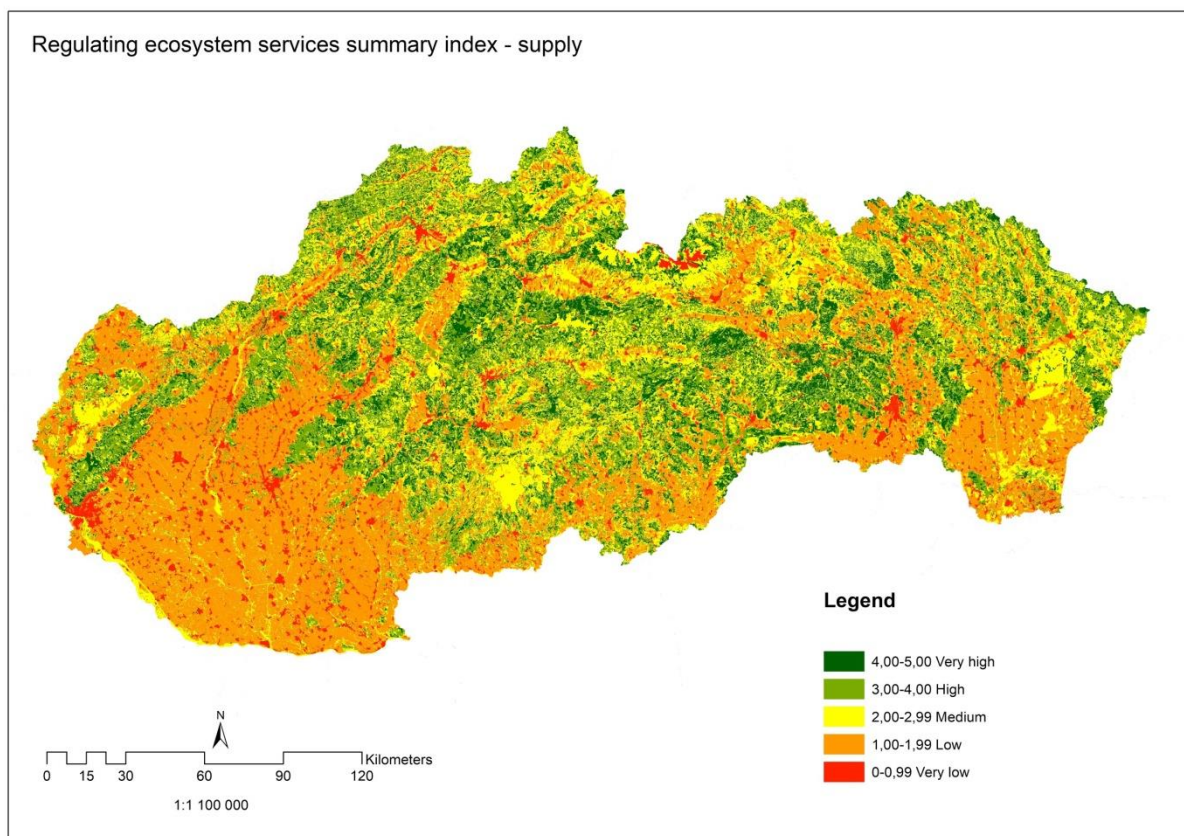 Regulating ecosystem services summary index - supply
Legend
4,00-5,00 Very high
3,00-4,00 High
2,00-2,99 Medium
1,00-1,99 Low
0-0,99 Very low
N
Kilometers
0 15 30 60 90 120
1:1 100 000